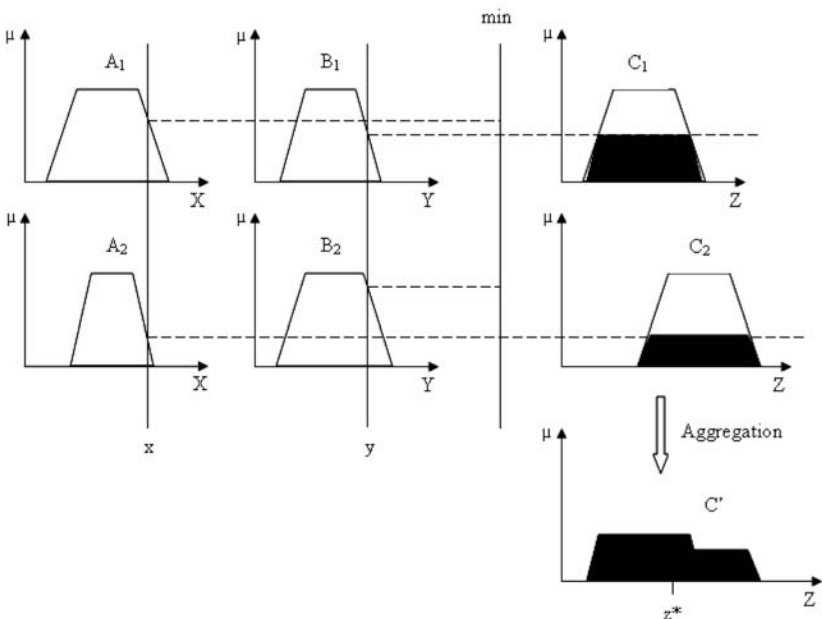 min
μ A₁ μ B₁ μ C₁
X Y Z
μ A₂ μ B₂ μ C₂
X Y Z
x y
Aggregation
μ
C'
z* Z